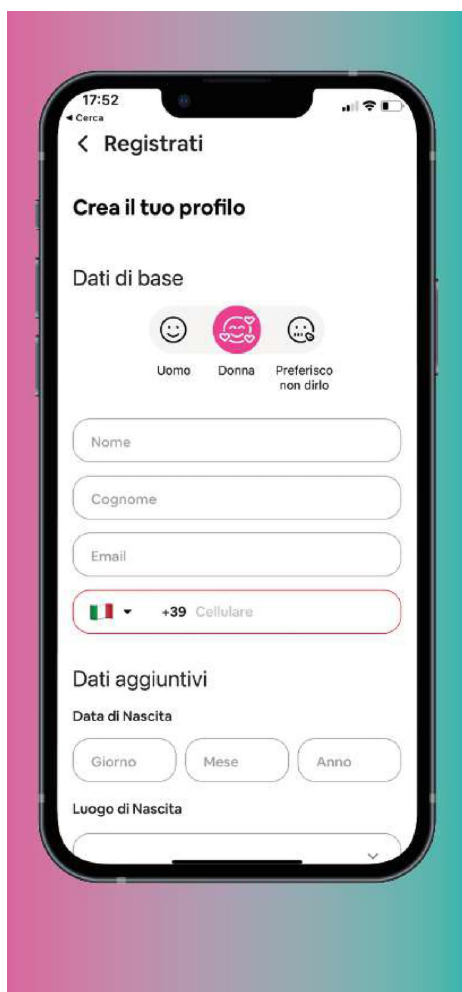 17:52
◀ Cerca
< Registrati
Crea il tuo profilo
Dati di base
Uomo Donna Preferisco
non dirlo
Nome
Cognome
Email
+39 Cellulare
Dati aggiuntivi
Data di Nascita
Giorno Mese Anno
Luogo di Nascita